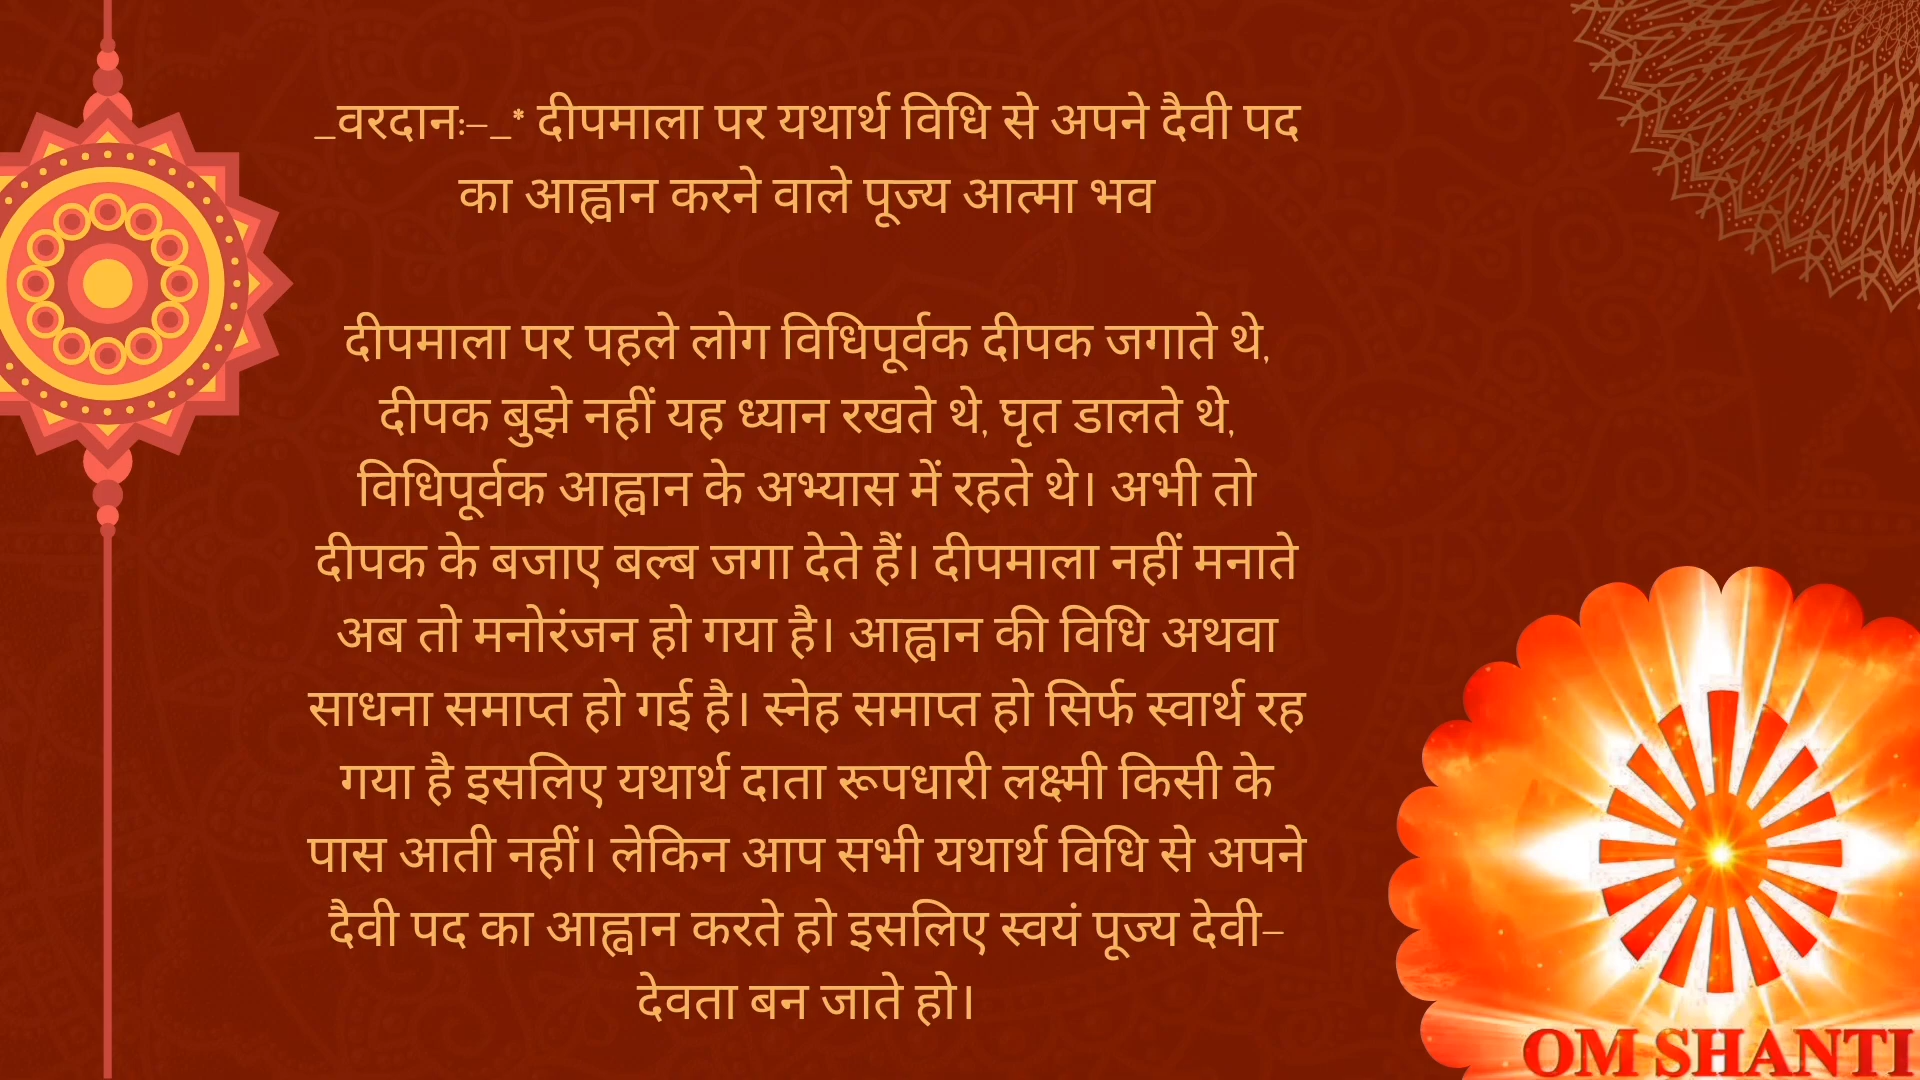 _वरदानः–_* दीपमाला पर यथार्थ विधि से अपने दैवी पद
का आह्वान करने वाले पूज्य आत्मा भव
दीपमाला पर पहले लोग विधिपूर्वक दीपक जगाते थे,
दीपक बुझे नहीं यह ध्यान रखते थे, घृत डालते थे,
विधिपूर्वक आह्वान के अभ्यास में रहते थे। अभी तो
दीपक के बजाए बल्ब जगा देते हैं। दीपमाला नहीं मनाते
अब तो मनोरंजन हो गया है। आह्वान की विधि अथवा
साधना समाप्त हो गई है। स्नेह समाप्त हो सिर्फ स्वार्थ रह
गया है इसलिए यथार्थ दाता रूपधारी लक्ष्मी किसी के
पास आती नहीं। लेकिन आप सभी यथार्थ विधि से अपने
दैवी पद का आह्वान करते हो इसलिए स्वयं पूज्य देवी–
देवता बन जाते हो।
OM SHANTI